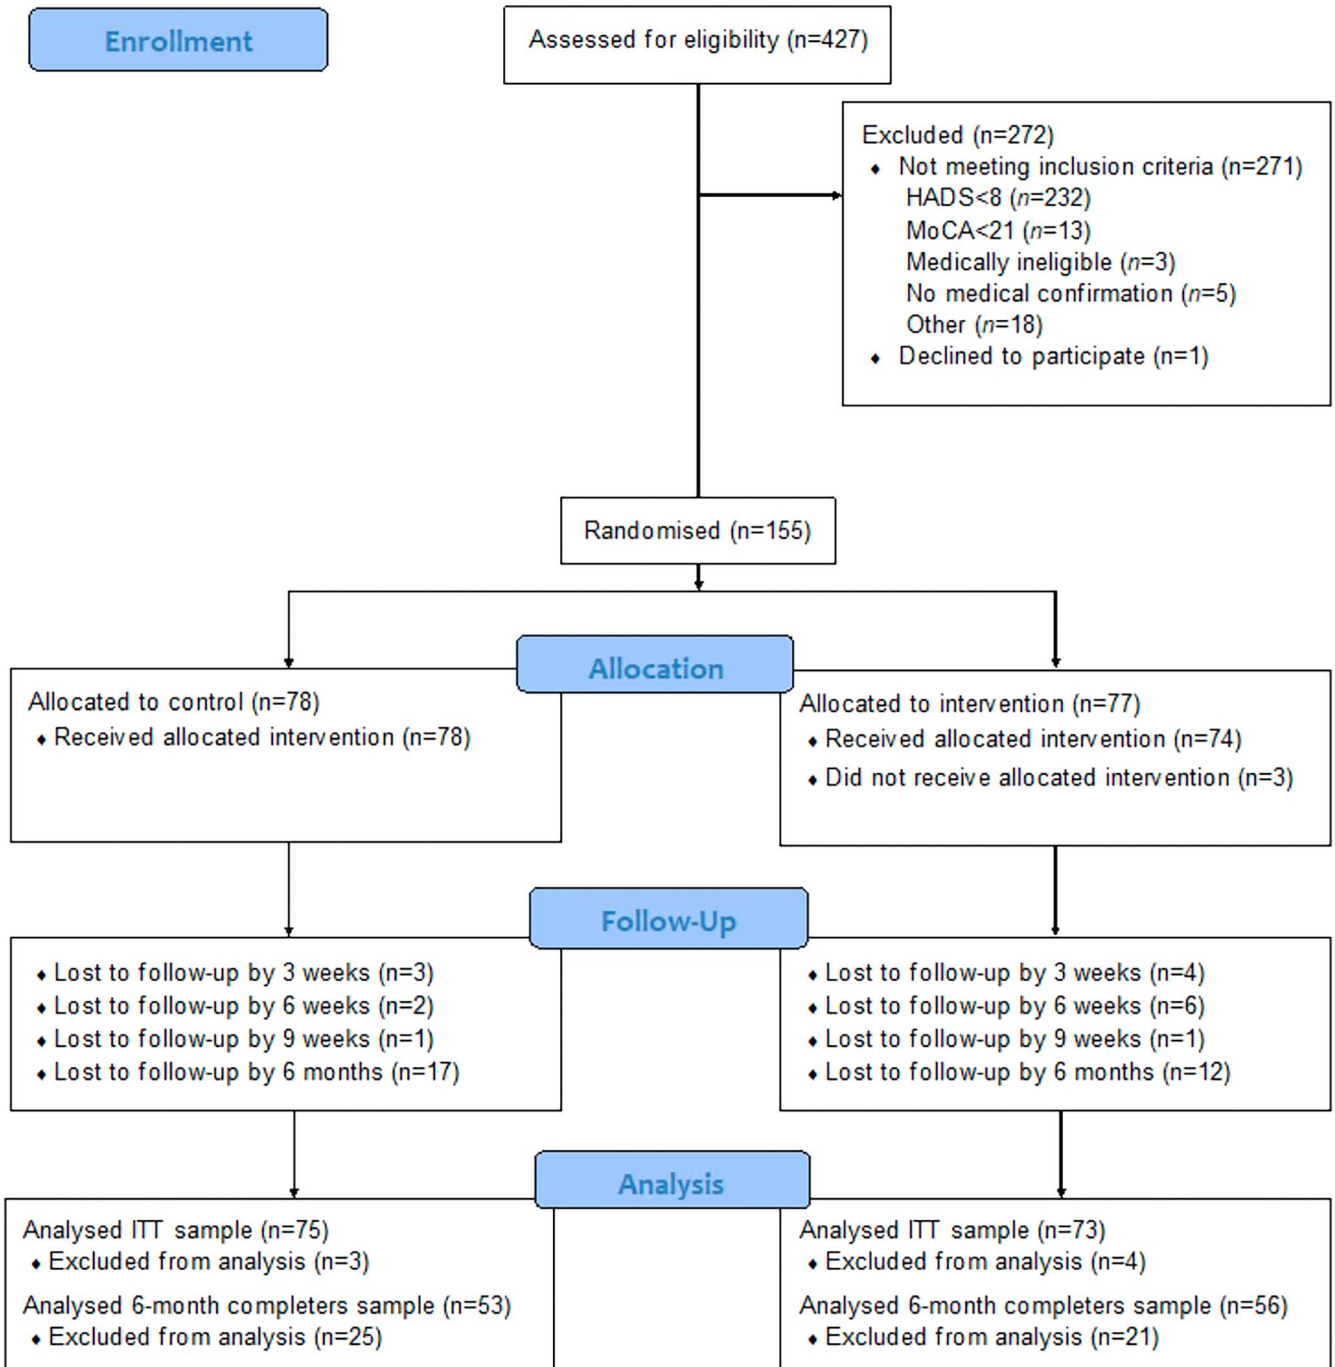 Enrollment
Assessed for eligibility (n=427)
Excluded (n=272)
⬧ Not meeting inclusion criteria (n=271)
HADS<8 (n=232)
MoCA<21 (n=13)
Medically ineligible (n=3)
No medical confirmation (n=5)
Other (n=18)
⬧ Declined to participate (n=1)
Randomised (n=155)
Allocation
Allocated to control (n=78)
⬧ Received allocated intervention (n=78)
Allocated to intervention (n=77)
⬧ Received allocated intervention (n=74)
⬧ Did not receive allocated intervention (n=3)
Follow-Up
⬧ Lost to follow-up by 3 weeks (n=3)
⬧ Lost to follow-up by 6 weeks (n=2)
⬧ Lost to follow-up by 9 weeks (n=1)
⬧ Lost to follow-up by 6 months (n=17)
⬧ Lost to follow-up by 3 weeks (n=4)
⬧ Lost to follow-up by 6 weeks (n=6)
⬧ Lost to follow-up by 9 weeks (n=1)
⬧ Lost to follow-up by 6 months (n=12)
Analysis
Analysed ITT sample (n=75)
⬧ Excluded from analysis (n=3)
Analysed 6-month completers sample (n=53)
⬧ Excluded from analysis (n=25)
Analysed ITT sample (n=73)
⬧ Excluded from analysis (n=4)
Analysed 6-month completers sample (n=56)
⬧ Excluded from analysis (n=21)